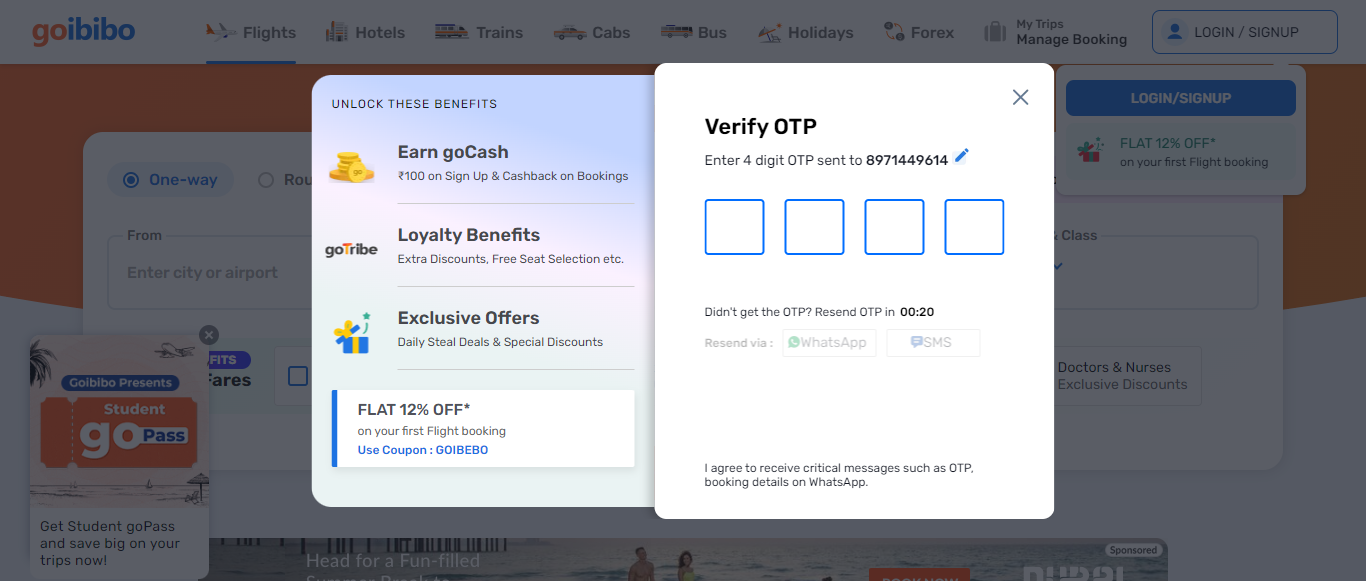 goibibo
Flights
Hotels
Trains
Cabs
Bus
Holidays
Forex
My Trips
Manage Booking
LOGIN / SIGNUP
LOGIN/SIGNUP
FLAT 12% OFF*
on your first Flight booking
One-way
From
Enter city or airport
& Class
UNLOCK THESE BENEFITS
Earn goCash
₹100 on Sign Up & Cashback on Bookings
goTribe
Loyalty Benefits
Extra Discounts, Free Seat Selection etc.
Exclusive Offers
Daily Steal Deals & Special Discounts
FLAT 12% OFF*
on your first Flight booking
Use Coupon : GOIBEBO
Verify OTP
Enter 4 digit OTP sent to 8971449614
Didn't get the OTP? Resend OTP in 00:20
Resend via :
WhatsApp
SMS
I agree to receive critical messages such as OTP,
booking details on WhatsApp.
Doctors & Nurses
Exclusive Discounts
Goibibo Presents
Student
go Pass
Get Student goPass
and save big on your
trips now!
Head for a Fun-filled
Sponsored